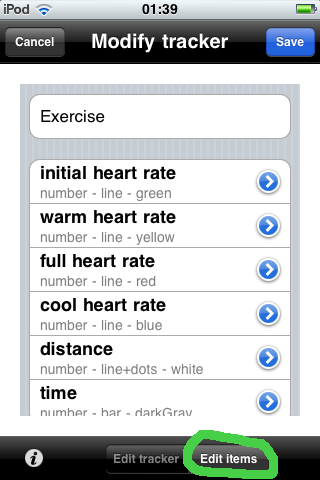 iPod 01:39
Cancel Modify tracker Save
Exercise
initial heart rate
number - line - green
warm heart rate
number - line - yellow
full heart rate
number - line - red
cool heart rate
number - line - blue
distance
number - line+dots - white
time
number - bar - darkGray
i Edit tracker Edit items